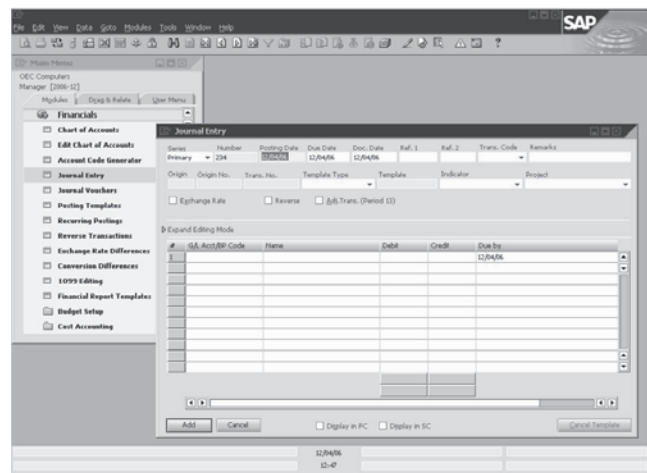 File Edit View Data Goto Modules Tools Window Help
SAP
Main Menu
OEC Computers
Manager [2006-12]
Modules Drag & Relate User Menu
Financials
Chart of Accounts
Edit Chart of Accounts
Account Code Generator
Journal Entry
Journal Vouchers
Posting Templates
Recurring Postings
Reverse Transactions
Exchange Rate Differences
Conversion Differences
1099 Editing
Financial Report Templates
Budget Setup
Cost Accounting
Journal Entry
Series Number Posting Date Due Date Doc. Date Ref. 1 Ref. 2 Trans. Code Remarks
Primary 234 12/04/06 12/04/06 12/04/06
Origin Origin No. Trans. No. Template Type Template Indicator Project
Exchange Rate Reverse Adj.Trans. (Period 13)
Expand Editing Mode
# G/L Acct/BP Code Name Debit Credit Due by
1 12/04/06
Add Cancel Display in FC Display in SC Cancel Template
12/04/06
12:47